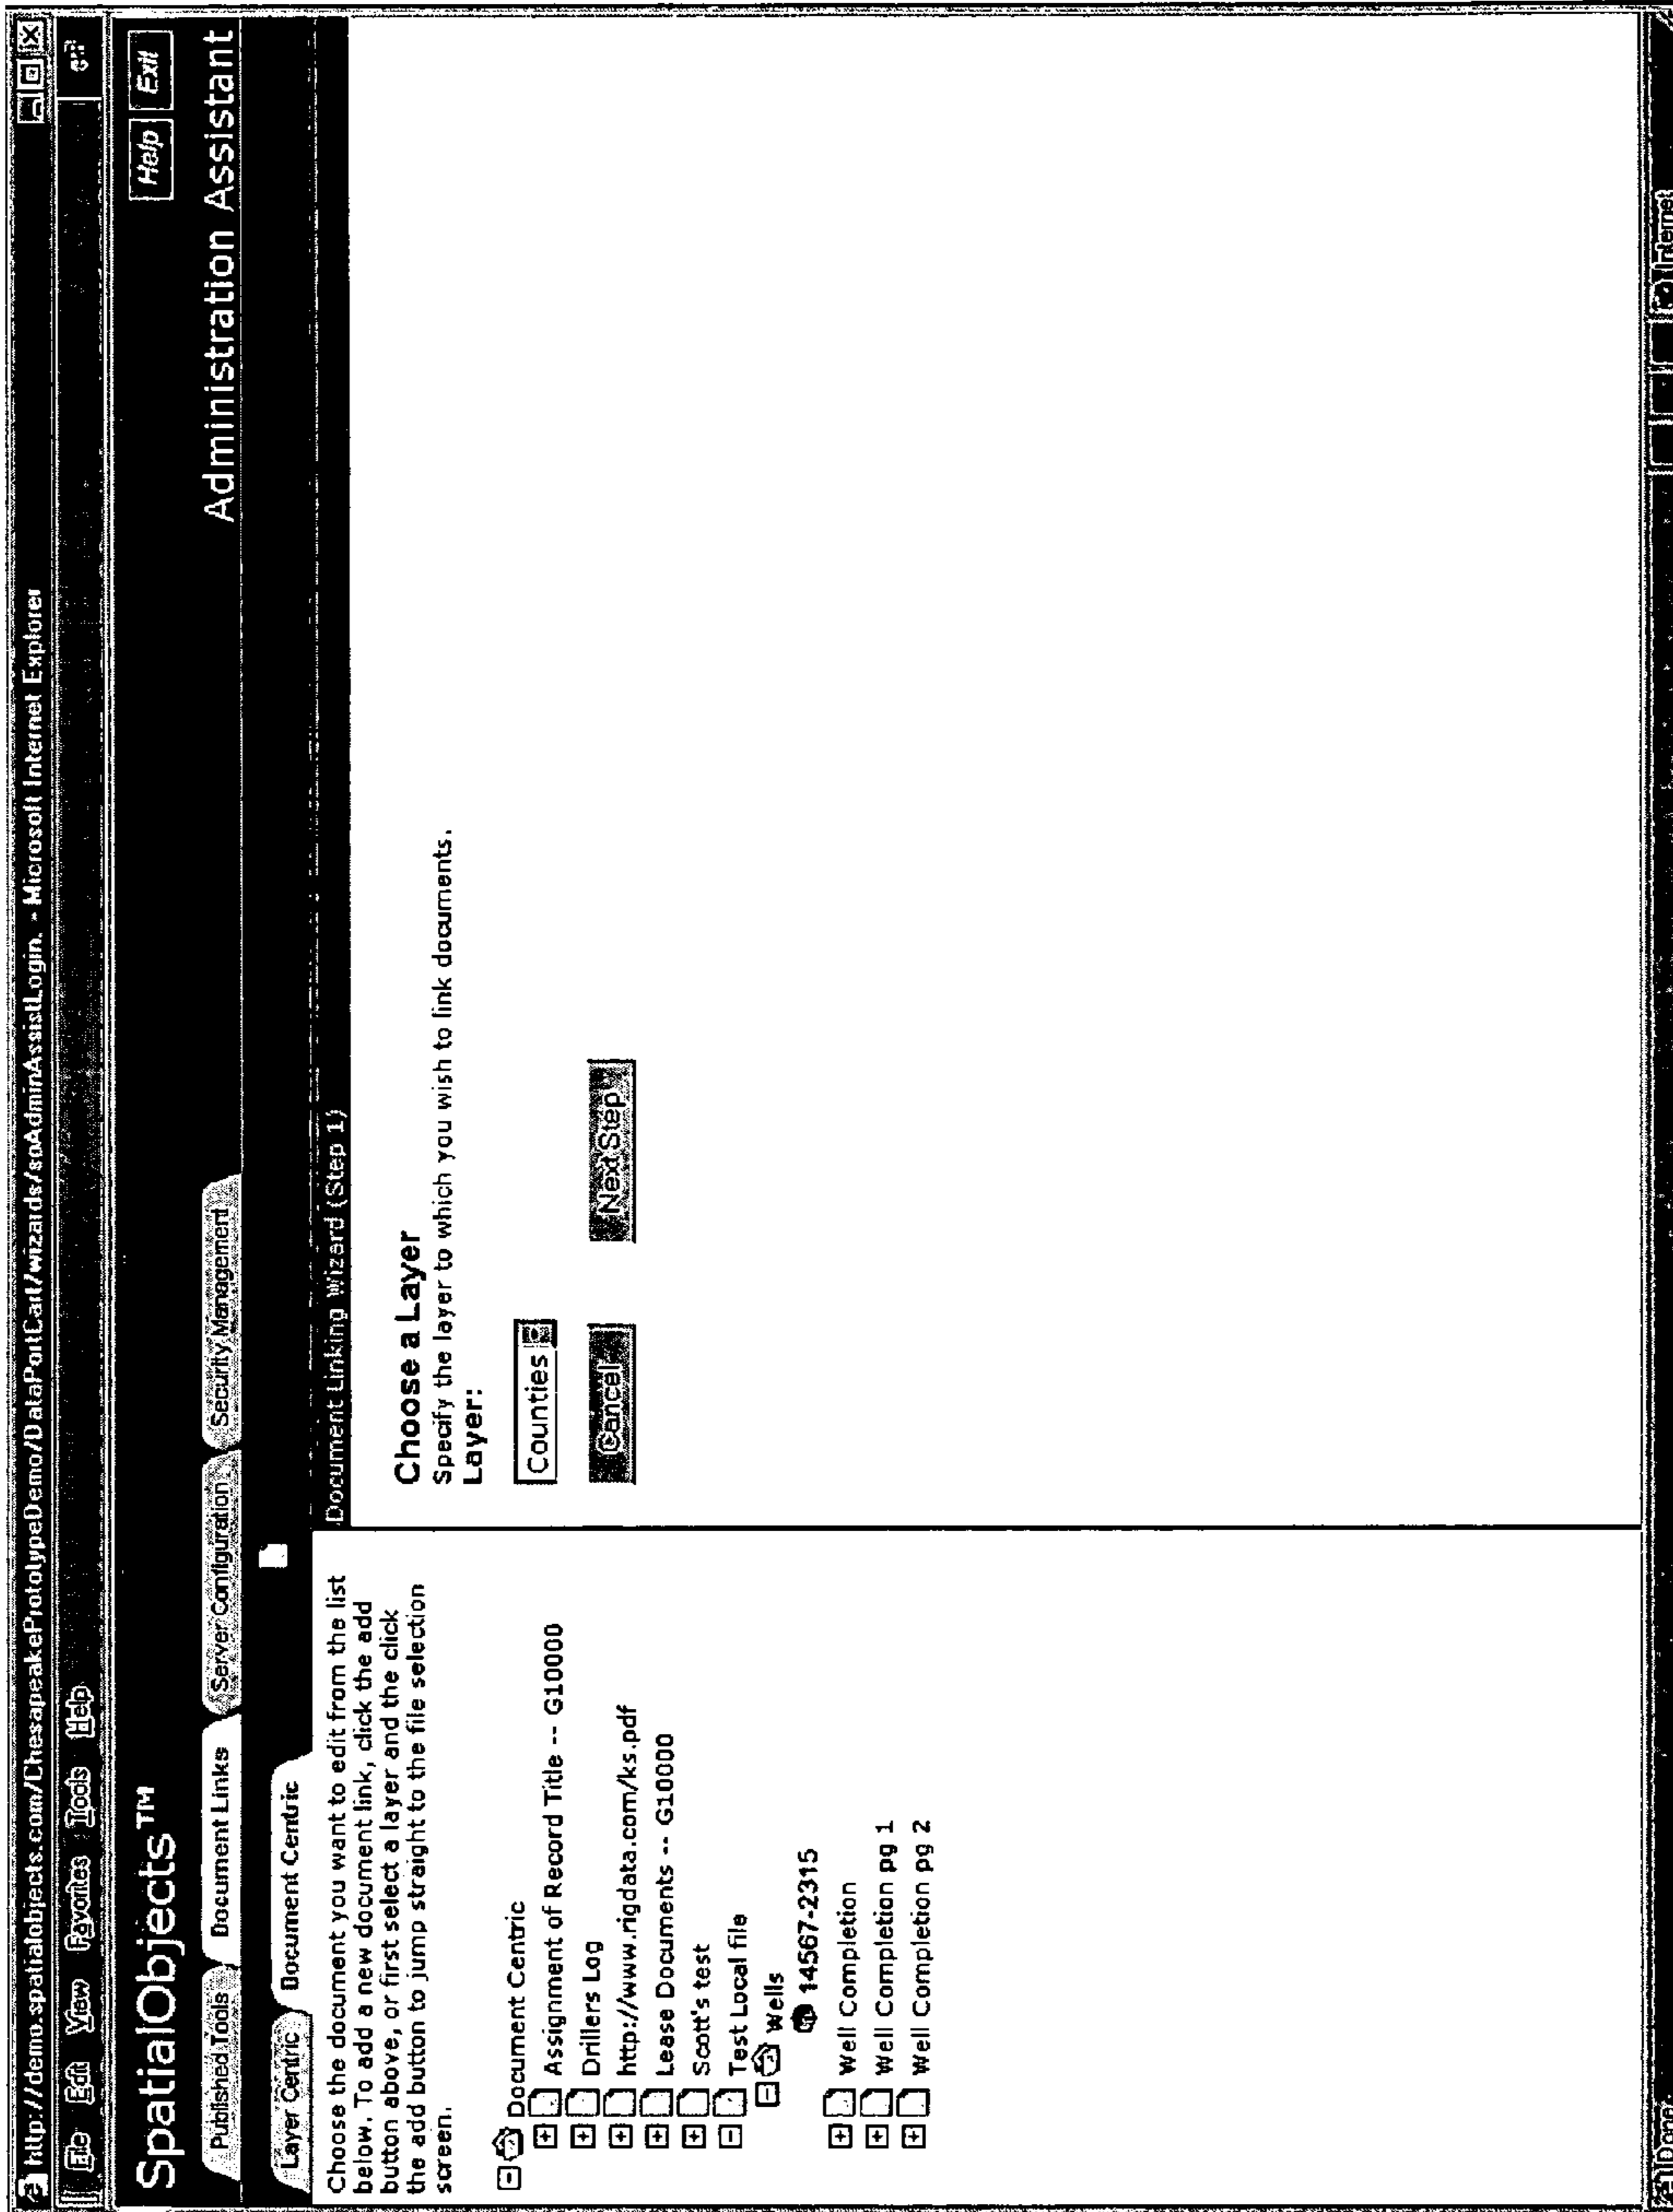 http://demo.spatialobjects.com/ChesapeakePrototypeDemo/DataPortCart/wizards/soAdminAssistLogin. - Microsoft Internet Explorer
File Edit View Favorites Tools Help
SpatialObjects™
Help Exit
Published Tools Document Links Server Configuration Security Management
Administration Assistant
Layer Centric Document Centric
Choose the document you want to edit from the list
below. To add a new document link, click the add
button above, or first select a layer and the click
the add button to jump straight to the file selection
screen.
Document Centric
Assignment of Record Title -- G10000
Drillers Log
http://www.rigdata.com/ks.pdf
Lease Documents -- G10000
Scott's test
Test Local file
Wells
14567-2315
Well Completion
Well Completion pg 1
Well Completion pg 2
Document Linking Wizard (Step 1)
Choose a Layer
Specify the layer to which you wish to link documents.
Layer:
Counties
Cancel Next Step
Done
Internet